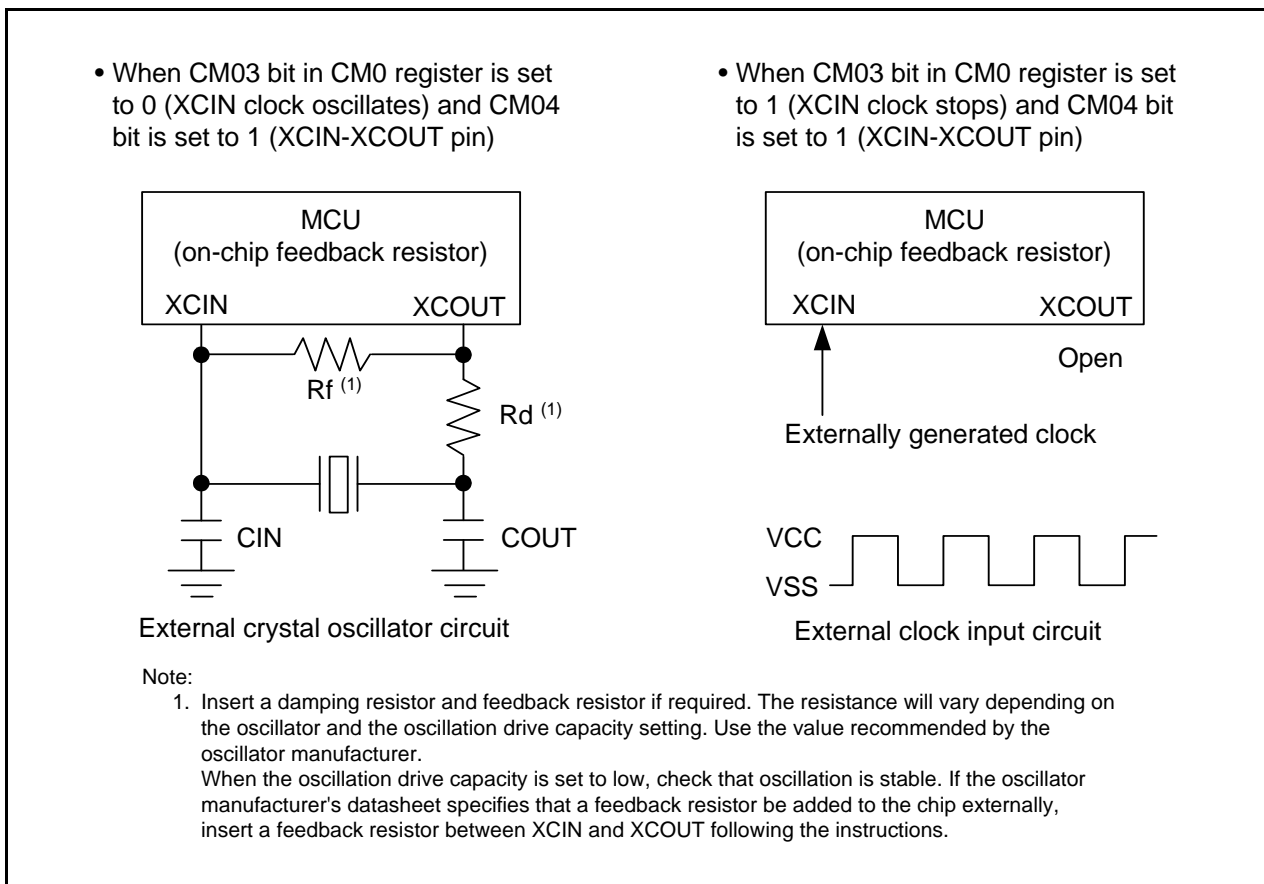 • When CM03 bit in CM0 register is set
to 0 (XCIN clock oscillates) and CM04
bit is set to 1 (XCIN-XCOUT pin)
MCU
(on-chip feedback resistor)
XCIN
XCOUT
Rf (1)
Rd (1)
CIN
COUT
External crystal oscillator circuit
• When CM03 bit in CM0 register is set
to 1 (XCIN clock stops) and CM04 bit
is set to 1 (XCIN-XCOUT pin)
MCU
(on-chip feedback resistor)
XCIN
XCOUT
Open
Externally generated clock
VCC
VSS
External clock input circuit
Note:
1. Insert a damping resistor and feedback resistor if required. The resistance will vary depending on
the oscillator and the oscillation drive capacity setting. Use the value recommended by the
oscillator manufacturer.
When the oscillation drive capacity is set to low, check that oscillation is stable. If the oscillator
manufacturer's datasheet specifies that a feedback resistor be added to the chip externally,
insert a feedback resistor between XCIN and XCOUT following the instructions.